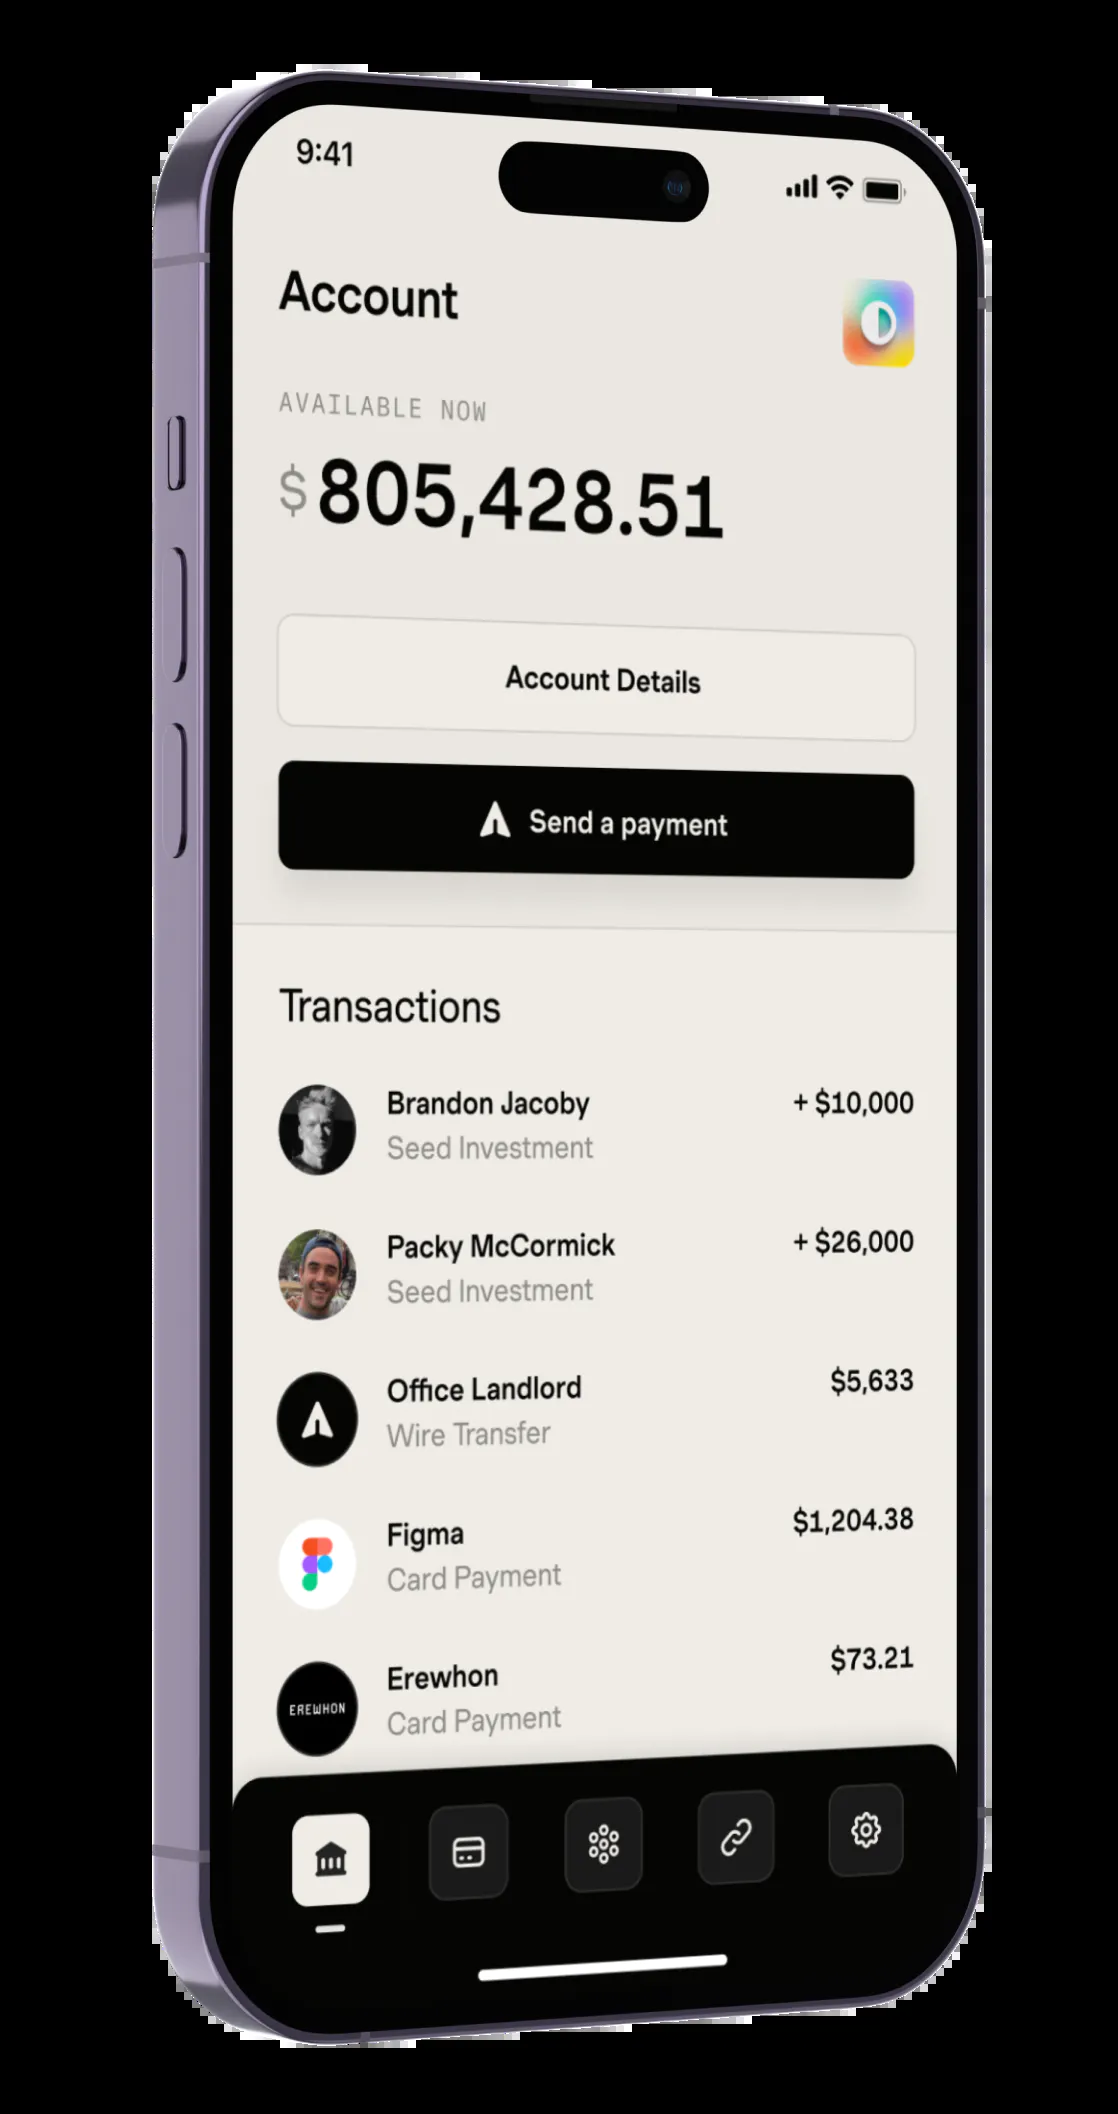 9:41
Account
AVAILABLE NOW
$ 805,428.51
Account Details
Send a payment
Transactions
Brandon Jacoby + $10,000
Seed Investment
Packy McCormick + $26,000
Seed Investment
Office Landlord $5,633
Wire Transfer
Figma $1,204.38
Card Payment
EREWHON
Erewhon $73.21
Card Payment